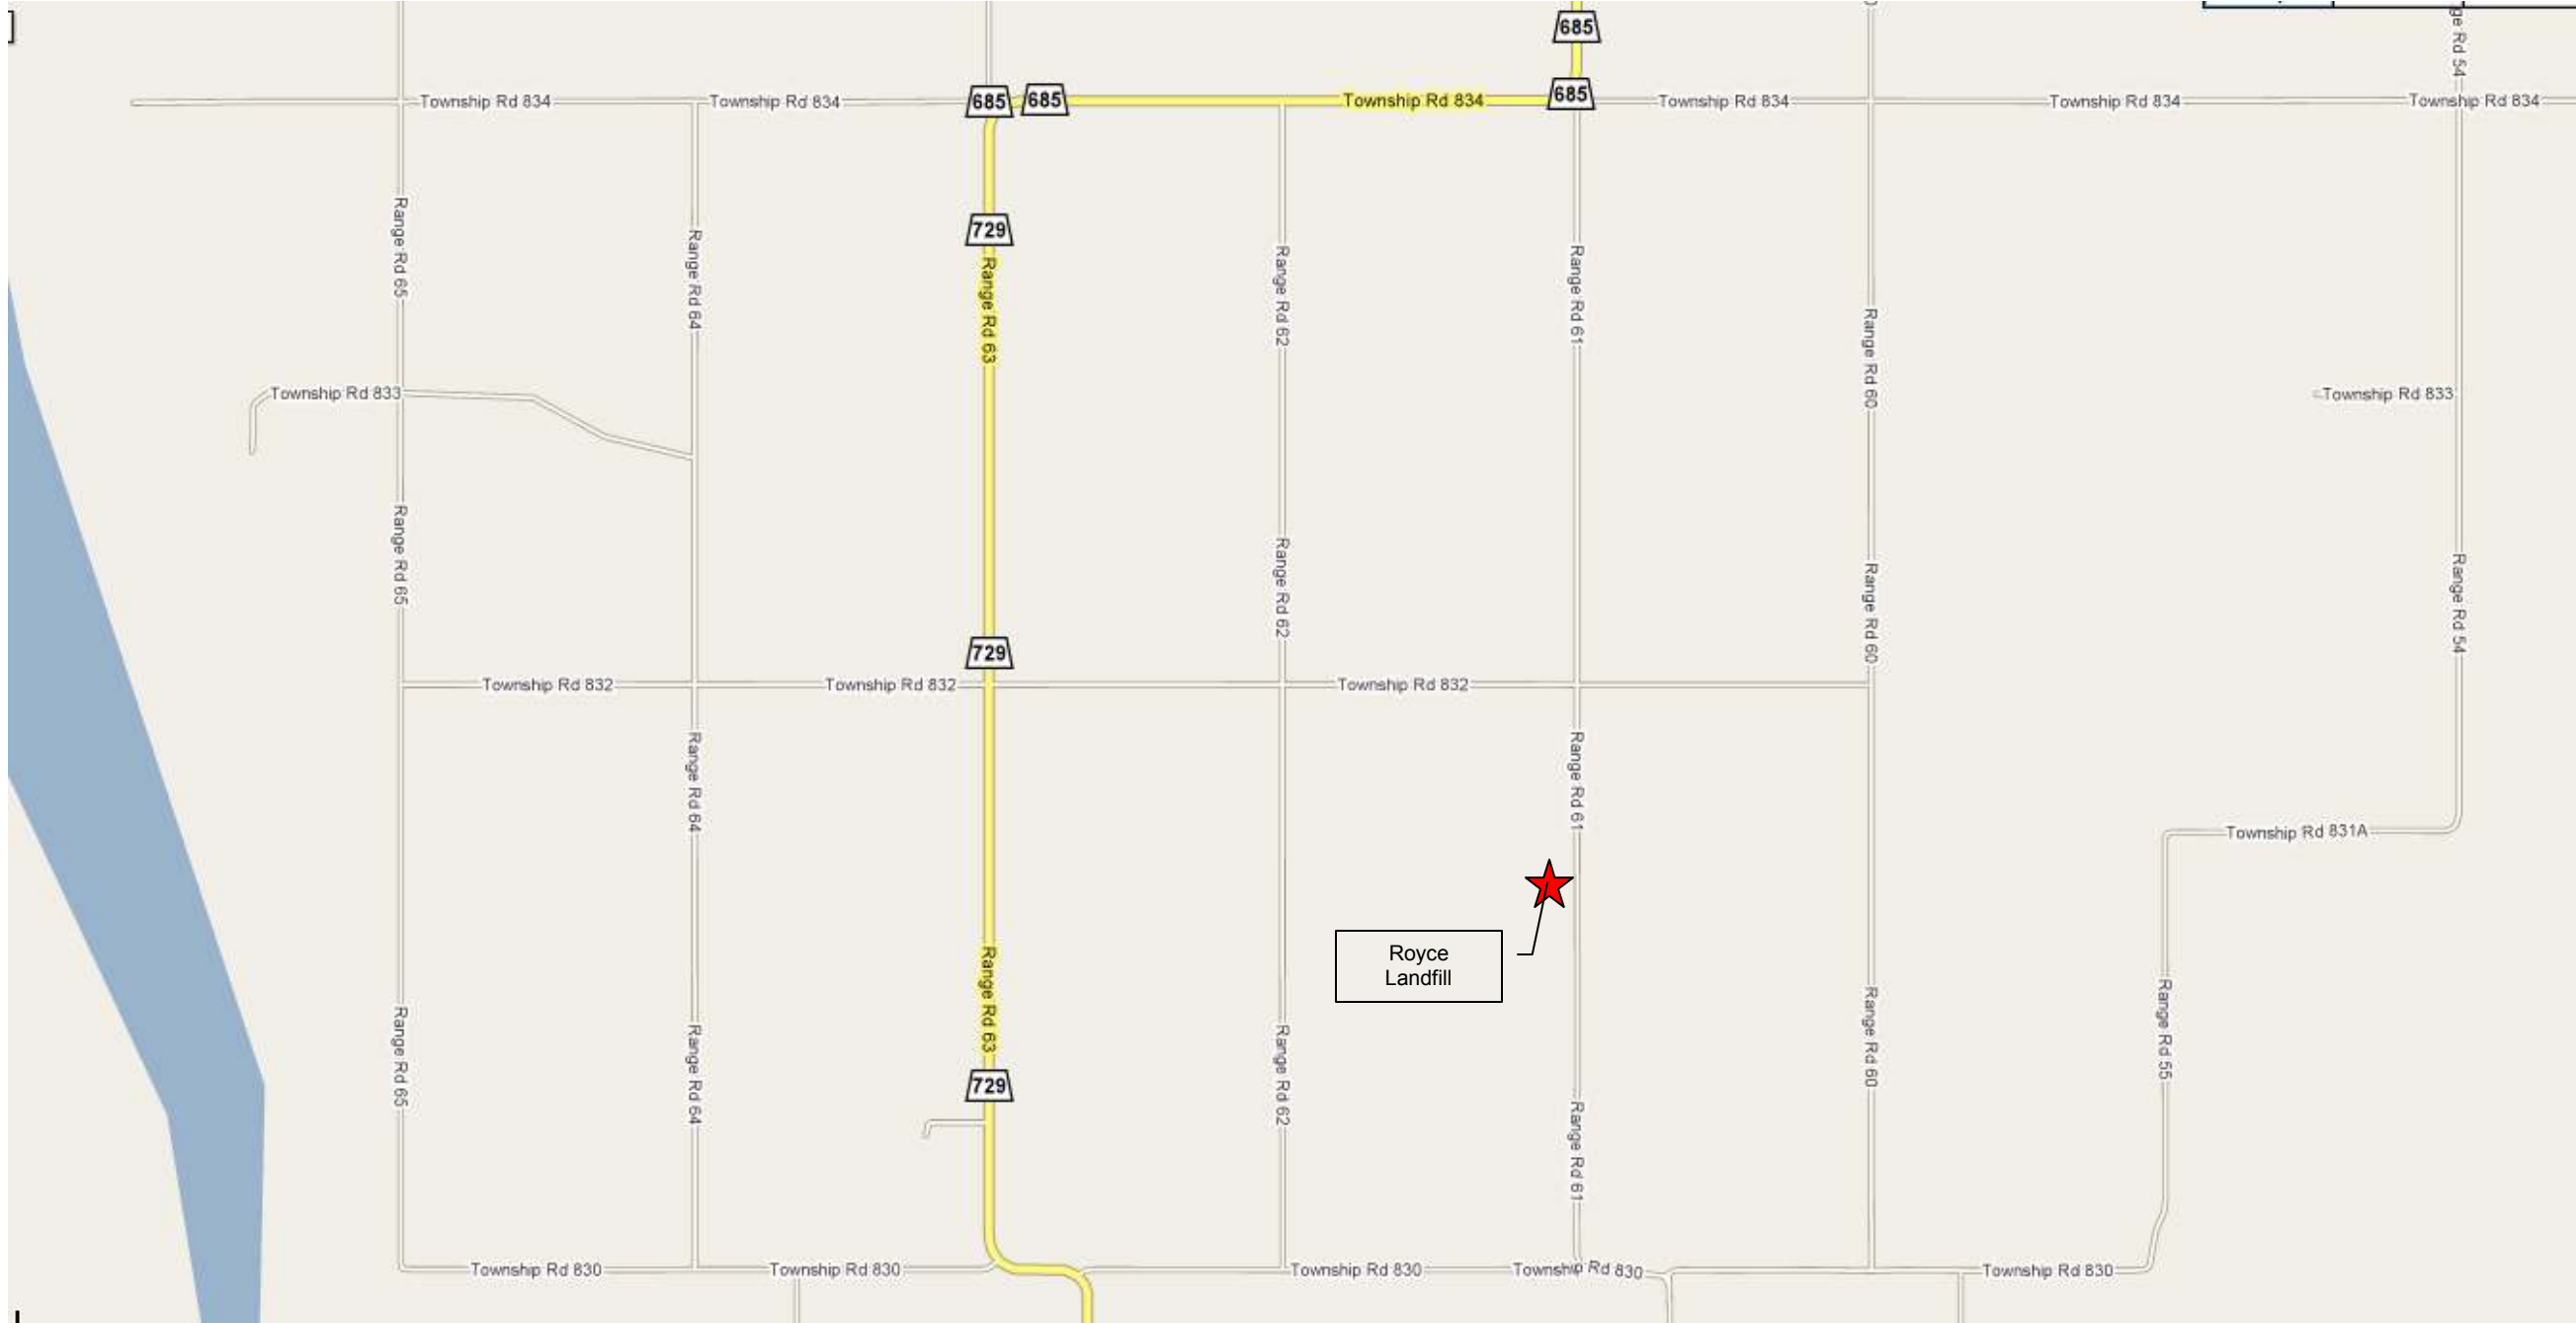 685
ge Rd 54
Township Rd 834
Township Rd 834
685
685
Township Rd 834
685
Township Rd 834
Township Rd 834
Township Rd 834
Range Rd 65
Range Rd 64
729
Range Rd 63
Range Rd 62
Range Rd 61
Range Rd 60
Township Rd 833
Township Rd 833
Range Rd 65
Range Rd 62
Range Rd 60
Range Rd 54
729
Township Rd 832
Township Rd 832
Township Rd 832
Range Rd 64
Range Rd 61
Township Rd 831A
Royce
Landfill
Range Rd 63
Range Rd 65
Range Rd 64
Range Rd 62
Range Rd 60
Range Rd 55
729
Range Rd 61
Township Rd 830
Township Rd 830
Township Rd 830
Township Rd 830
Township Rd 830